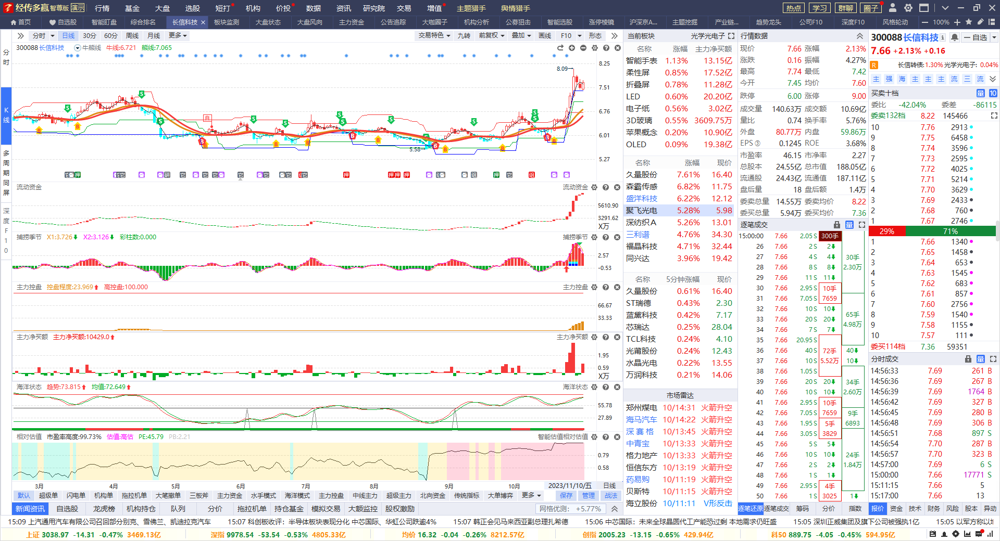 经传多赢 智尊版 演示 行情 基金 大盘 选股 短打 机构 价投 数据 资讯 研究院 交易 增值 主题猎手 舆情猎手 热点 学习 群聊 圈子
首页 自选股 智能盯盘 综合排名 长信科技 板块监测 大盘状态 大盘风向 主力资金 公告追踪 大咖圈子 机构分析 公募狙击 智能选股 涨停棱镜 沪深京A... 主题挖掘 产业链... 趋势龙头 公司F10 深度F10 风格轮动 100%
分时 日线 30分 60分 周线 月线 更多 交易特色 九转 前复权 叠加 画线 F10 形态
300088 长信科技 牛熊线 牛线:6.721 熊线:7.065
分时
K线
多周期同屏
深度F10
8.25
7.51
6.76
6.01
5.27
8.09
5.58
流动资金 流动资金
5610.90
3291.62
X万
捕捞季节 X1:3.726 X2:3.126 彩柱数:0.000 捕捞季节
2.57
-0.53
主力控盘 控盘程度:23.969 高控盘:100.000 主力控盘
66.67
33.33
主力净买额 主力净买额:10429.0 主力净买额
1.95
0.59
X万
海洋状态 趋势:73.815 均值:72.649 海洋状态
55.78
27.89
相对估值 市盈率高度:99.73% 估值:高估 PE:45.79 PB:2.21 智能估值相对估值
0.79
0.58
3月 4月 5月 6月 7月 8月 9月 10月 2023/11/10/五 日线
默认 超级单 闪电单 机构单 拖拉机单 大笔撤单 三板斧 主力资金 水手模式 海洋模式 主力控盘 中线主力 超级主力 北向资金 传统指标 大单博弈 更多 保存 管理 战法
新闻资讯 自选股 龙虎榜 机构持仓 队列 分价 拖拉机单 持仓基金 模拟交易 大额监控 股权激励 网格优测: +5.77%
当前板块 光学光电子
名称 涨幅 主力净买额
智能手表 1.13% 13.15亿
柔性屏 0.85% 17.52亿
折叠屏 0.78% 11.28亿
LED 0.60% 20.20亿
电子纸 0.56% 3.02亿
3D玻璃 0.55% 3609.75万
苹果概念 0.20% 10.90亿
OLED 0.09% 19.38亿
名称 涨幅 现价
久量股份 7.61% 16.40
森霸传感 6.82% 11.75
盛洋科技 6.22% 12.12
聚飞光电 5.28% 5.98
深纺织A 5.26% 13.01
三利谱 4.76% 34.30
福晶科技 4.71% 32.44
同兴达 3.96% 19.42
名称 5分钟涨幅 现价
久量股份 0.61% 16.40
ST瑞德 0.43% 2.30
蓝黛科技 0.42% 7.17
芯瑞达 0.25% 28.04
TCL科技 0.24% 4.10
光莆股份 0.24% 12.43
水晶光电 0.22% 13.55
万润科技 0.21% 14.06
市场雷达
郑州煤电 10/14:31 火箭升空
海马汽车 10/14:22 火箭升空
深赛格 10/13:45 火箭升空
中青宝 10/13:33 火箭升空
格力地产 10/13:33 火箭升空
恒信东方 10/13:19 火箭升空
药易购 10/11:19 火箭升空
贝斯特 10/11:15 火箭升空
海立股份 10/11:11 V形反击
行情数据
现价 7.66 涨幅 2.13%
涨跌 0.16 振幅 4.27%
最高 7.74 最低 7.42
今开 7.45 均价 7.60
跌停 6.00 涨停 9.00
成交量 140.63万 成交额 10.69亿
量比 0.74 换手率 5.76%
外盘 80.77万 内盘 59.86万
EPS③ 0.1245 ROE 3.68%
市盈率 46.15 市净率 2.27
总股本 24.55亿 总市值 188.05亿
流通股 24.43亿 流通值 187.11亿
盘后量 18 盘后额 1.4万
委卖总量 14.55万 委卖均价 8.22
委买总量 5.94万 委买均价 7.36
逐笔成交 量
15:00:00 7.66 2.05 S 300手
26 7.66 2 S 2
27 7.66 4 S 4
28 7.66 8 S 8
29 7.66 11 S 11
30 7.66 2.95 S 10手
31 7.66 7.05 S 7659
32 7.66 10 S 10
33 7.66 20 S 20
34 7.66 7 S 7
35 7.66 20.95 S
36 7.66 40 S 72手 40
37 7.66 10 S 5.52万 10
38 7.66 1.05 S
39 7.66 20 S 20
40 7.66 10 S 10
41 7.66 2.95 S 10手
42 7.66 7.05 S 7659
43 7.66 1.95 S 5手
44 7.66 3.05 S 3829
45 7.66 5 S 5
46 7.66 10 S 10
47 7.66 2 S 2
48 7.66 1 S 1
49 7.66 2.95 S 4手
50 7.66 1 S 3025 1
30手
2.30万
65手
4.98万
34手
2.60万
9手
6893
24手
1.84万
逐笔还原 逐笔成交 筹码 分价 指数
300088 长信科技 自选
7.66 +2.13% +0.16
R 长信转债:1.30% 光学光电子: 0.04%
主 强 海 主 主 主 流 三 流
买卖十档 量 10
委比 -42.04% 委差 -86115
委卖132档 8.22 145466
10 7.76 2913
9 7.75 6458
8 7.74 3596
7 7.73 2595
6 7.72 4025
5 7.71 5214
4 7.70 3629
3 7.69 2433
2 7.68 760
1 7.67 2746
29% 71%
1 7.66 1340
2 7.65 1458
3 7.64 653
4 7.63 1545
5 7.62 683
6 7.61 857
7 7.60 2756
8 7.59 1540
9 7.58 1155
10 7.57 111
委买114档 7.36 59351
分时成交 量
14:56:33 7.69 261 B
14:56:36 7.69 267 B
14:56:39 7.69 1764 B
14:56:42 7.69 327 B
14:56:45 7.69 280 B
14:56:48 7.69 306 B
14:56:51 7.68 897 S
14:56:54 7.70 287 B
14:56:57 7.70 323 B
14:57:00 7.69 6 S
15:00:00 7.66 17771 S
15:11:15 7.66 5
15:17:00 7.66 13
报价 资金 技术 财务 风险 股本 异动
15:09 上汽通用汽车有限公司召回部分别克、雪佛兰、凯迪拉克汽车 15:07 科创板收评：半导体板块表现分化 中芯国际、华虹公司跌逾4% 15:07 韩正会见马来西亚副总理扎希德 15:06 中芯国际：未来全球晶圆代工产能恐过剩 本地需求仍旺盛 15:05 深圳正威集团及旗下公司被强执1亿 15:05 以军方称以
上证 3038.97 -14.31 -0.47% 3469.13亿 深指 9978.54 -53.54 -0.53% 4805.33亿 均价 16.32 -0.04 -0.26% 8212.57亿 创指 2005.23 -13.15 -0.65% 429.94亿 科50 889.75 -4.05 -0.45% 594.95亿